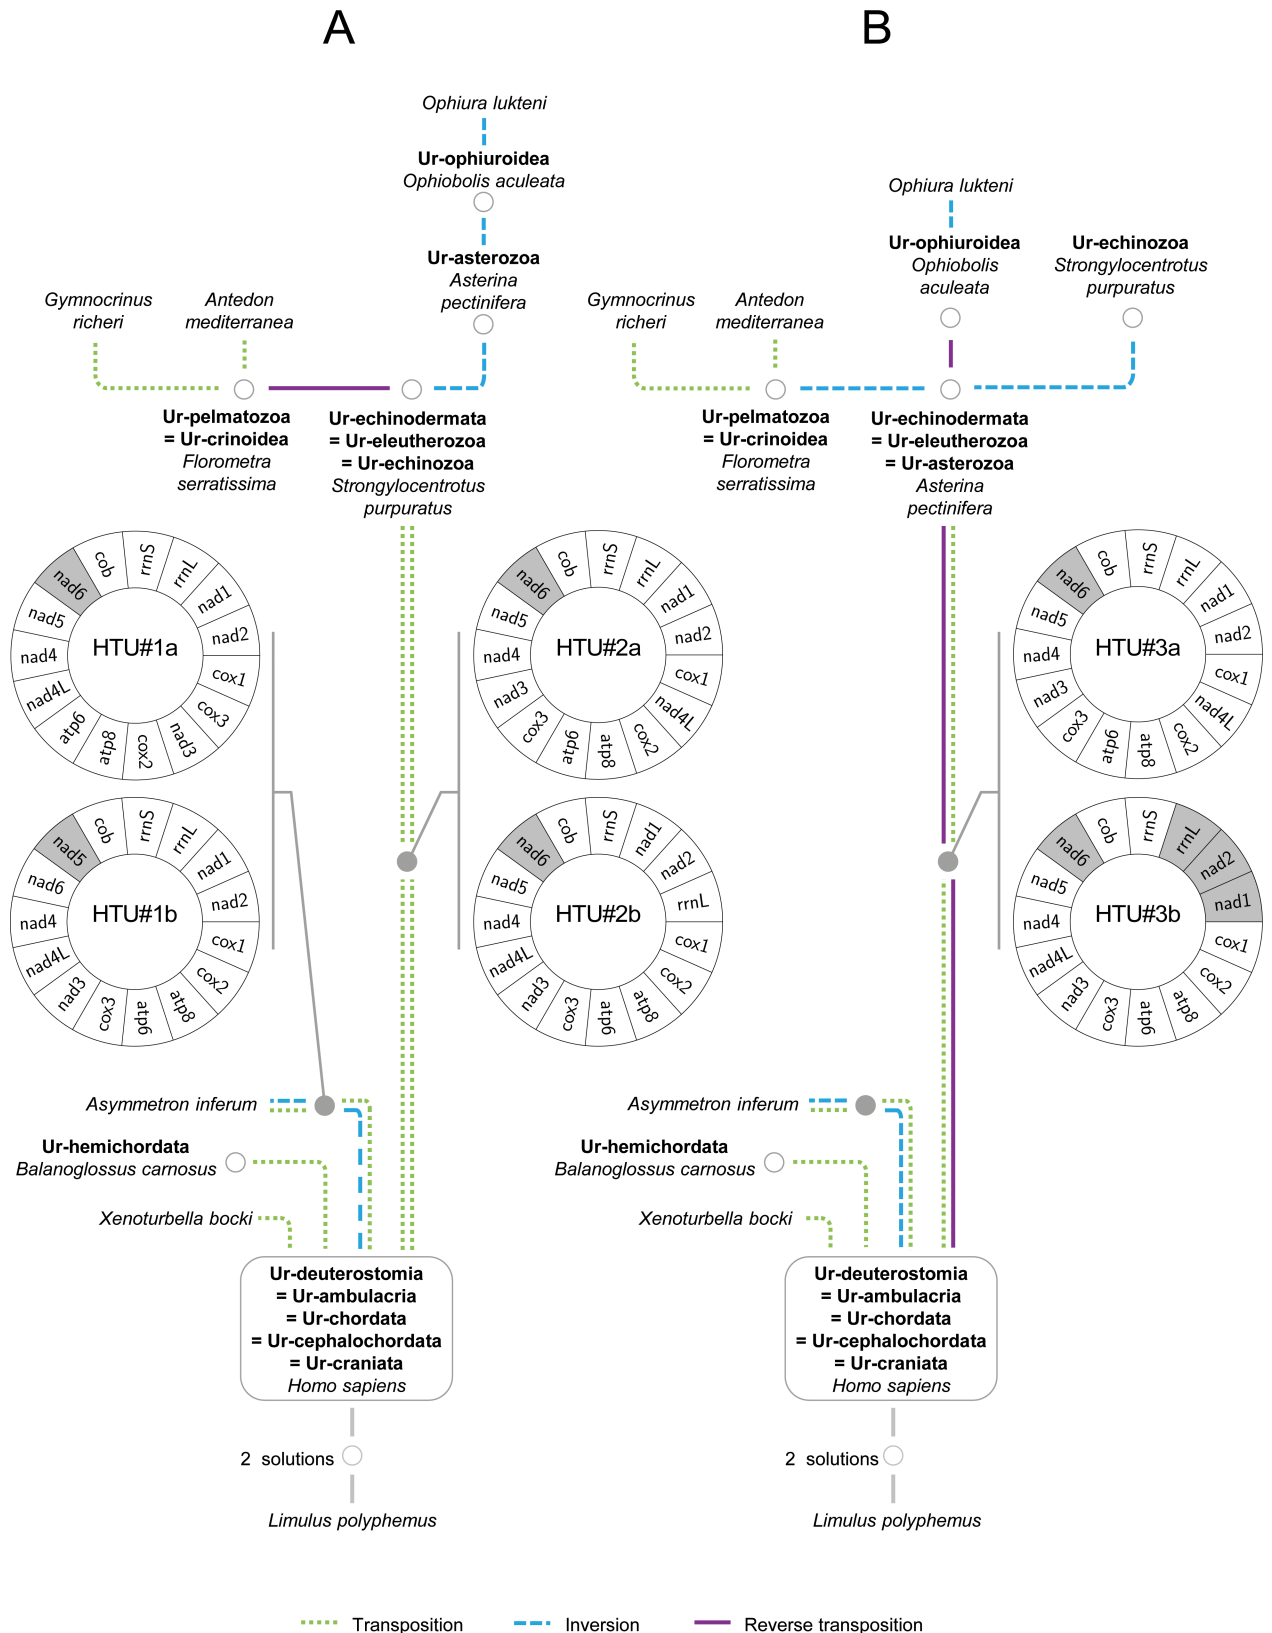 A
B
Ophiura lukteni
Ur-ophiuroidea
Ophiobolis aculeata
Ur-asterozoa
Asterina
pectinifera
Gymnocrinus
richeri
Antedon
mediterranea
Ur-pelmatozoa
= Ur-crinoidea
Florometra
serratissima
Ur-echinodermata
= Ur-eleutherozoa
= Ur-echinozoa
Strongylocentrotus
purpuratus
Ophiura lukteni
Ur-ophiuroidea
Ophiobolis
aculeata
Ur-echinozoa
Strongylocentrotus
purpuratus
Gymnocrinus
richeri
Antedon
mediterranea
Ur-pelmatozoa
= Ur-crinoidea
Florometra
serratissima
Ur-echinodermata
= Ur-eleutherozoa
= Ur-asterozoa
Asterina
pectinifera
HTU#1a
cox1
nad2
nad1
rrnL
rrnS
cob
nad6
nad5
nad4
nad4L
atp6
atp8
cox2
nad3
cox3
HTU#2a
cox1
nad2
nad1
rrnL
rrnS
cob
nad6
nad5
nad4
nad3
cox3
atp6
atp8
cox2
nad4L
HTU#3a
cox1
nad2
nad1
rrnL
rrnS
cob
nad6
nad5
nad4
nad3
cox3
atp6
atp8
cox2
nad4L
HTU#1b
cox1
nad2
nad1
rrnL
rrnS
cob
nad5
nad6
nad4
nad4L
nad3
cox3
atp6
atp8
cox2
HTU#2b
cox1
rrnL
nad2
nad1
rrnS
cob
nad6
nad5
nad4
nad4L
nad3
cox3
atp6
atp8
cox2
HTU#3b
cox1
nad1
nad2
rrnL
rrnS
cob
nad6
nad5
nad4
nad4L
nad3
cox3
atp6
atp8
cox2
Asymmetron inferum
Ur-hemichordata
Balanoglossus carnosus
Xenoturbella bocki
Ur-deuterostomia
= Ur-ambulacria
= Ur-chordata
= Ur-cephalochordata
= Ur-craniata
Homo sapiens
2 solutions
Limulus polyphemus
Asymmetron inferum
Ur-hemichordata
Balanoglossus carnosus
Xenoturbella bocki
Ur-deuterostomia
= Ur-ambulacria
= Ur-chordata
= Ur-cephalochordata
= Ur-craniata
Homo sapiens
2 solutions
Limulus polyphemus
Transposition
Inversion
Reverse transposition